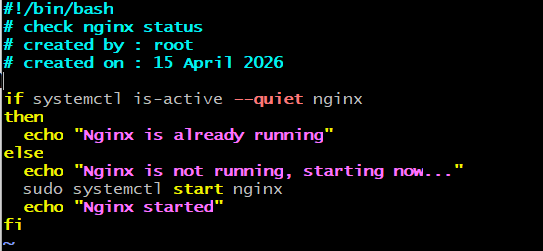 #!/bin/bash
# check nginx status
# created by : root
# created on : 15 April 2026

if systemctl is-active --quiet nginx
then
  echo "Nginx is already running"
else
  echo "Nginx is not running, starting now..."
  sudo systemctl start nginx
  echo "Nginx started"
fi
~